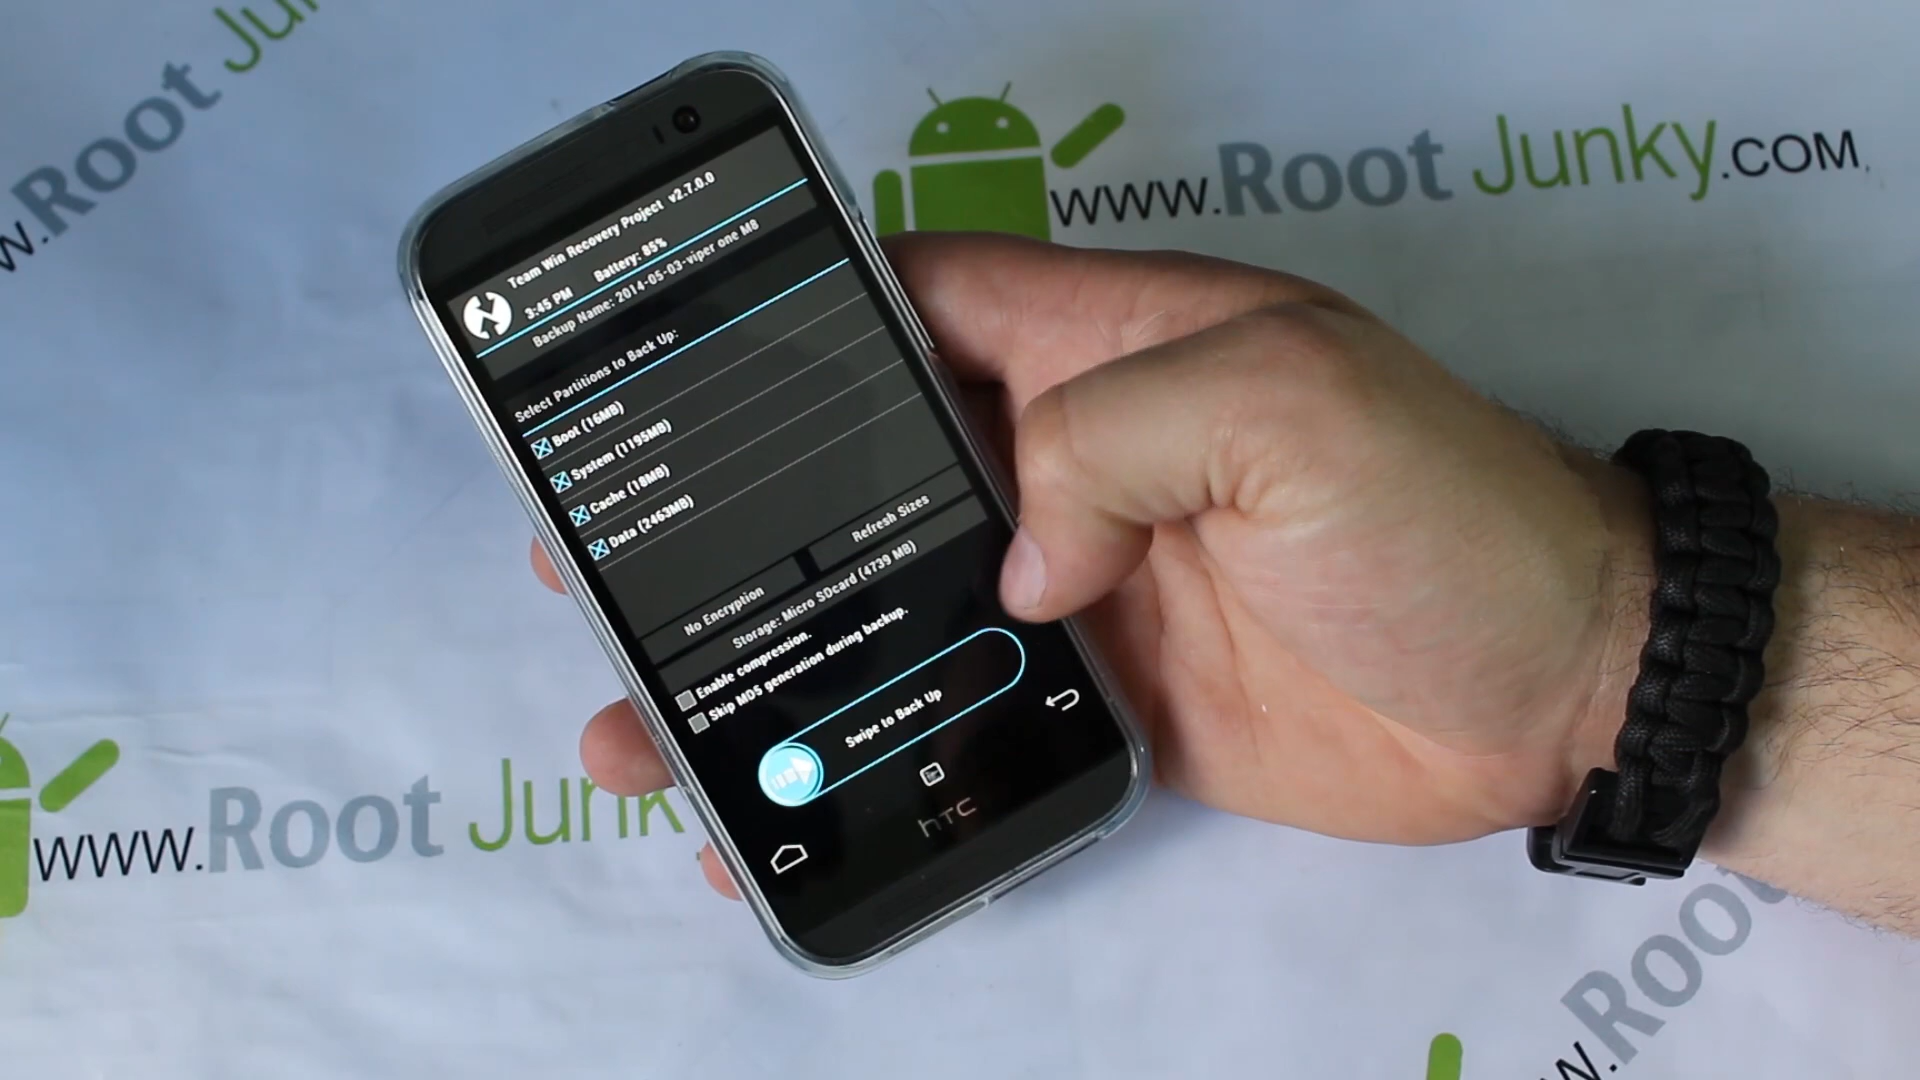 Team Win Recovery Project v2.7.0.0
3:45 PM Battery: 85%
Backup Name: 2014-05-03-viper one M8
Select Partitions to Back Up:
Boot (16MB)
System (1195MB)
Cache (18MB)
Data (2463MB)
Refresh Sizes
No Encryption
Storage: Micro SDcard (4739 MB)
Enable compression.
Skip MD5 generation during backup.
Swipe to Back Up
hTC
w.Root Ju
www.Root Junky.COM
www.Root Junk
w.Root